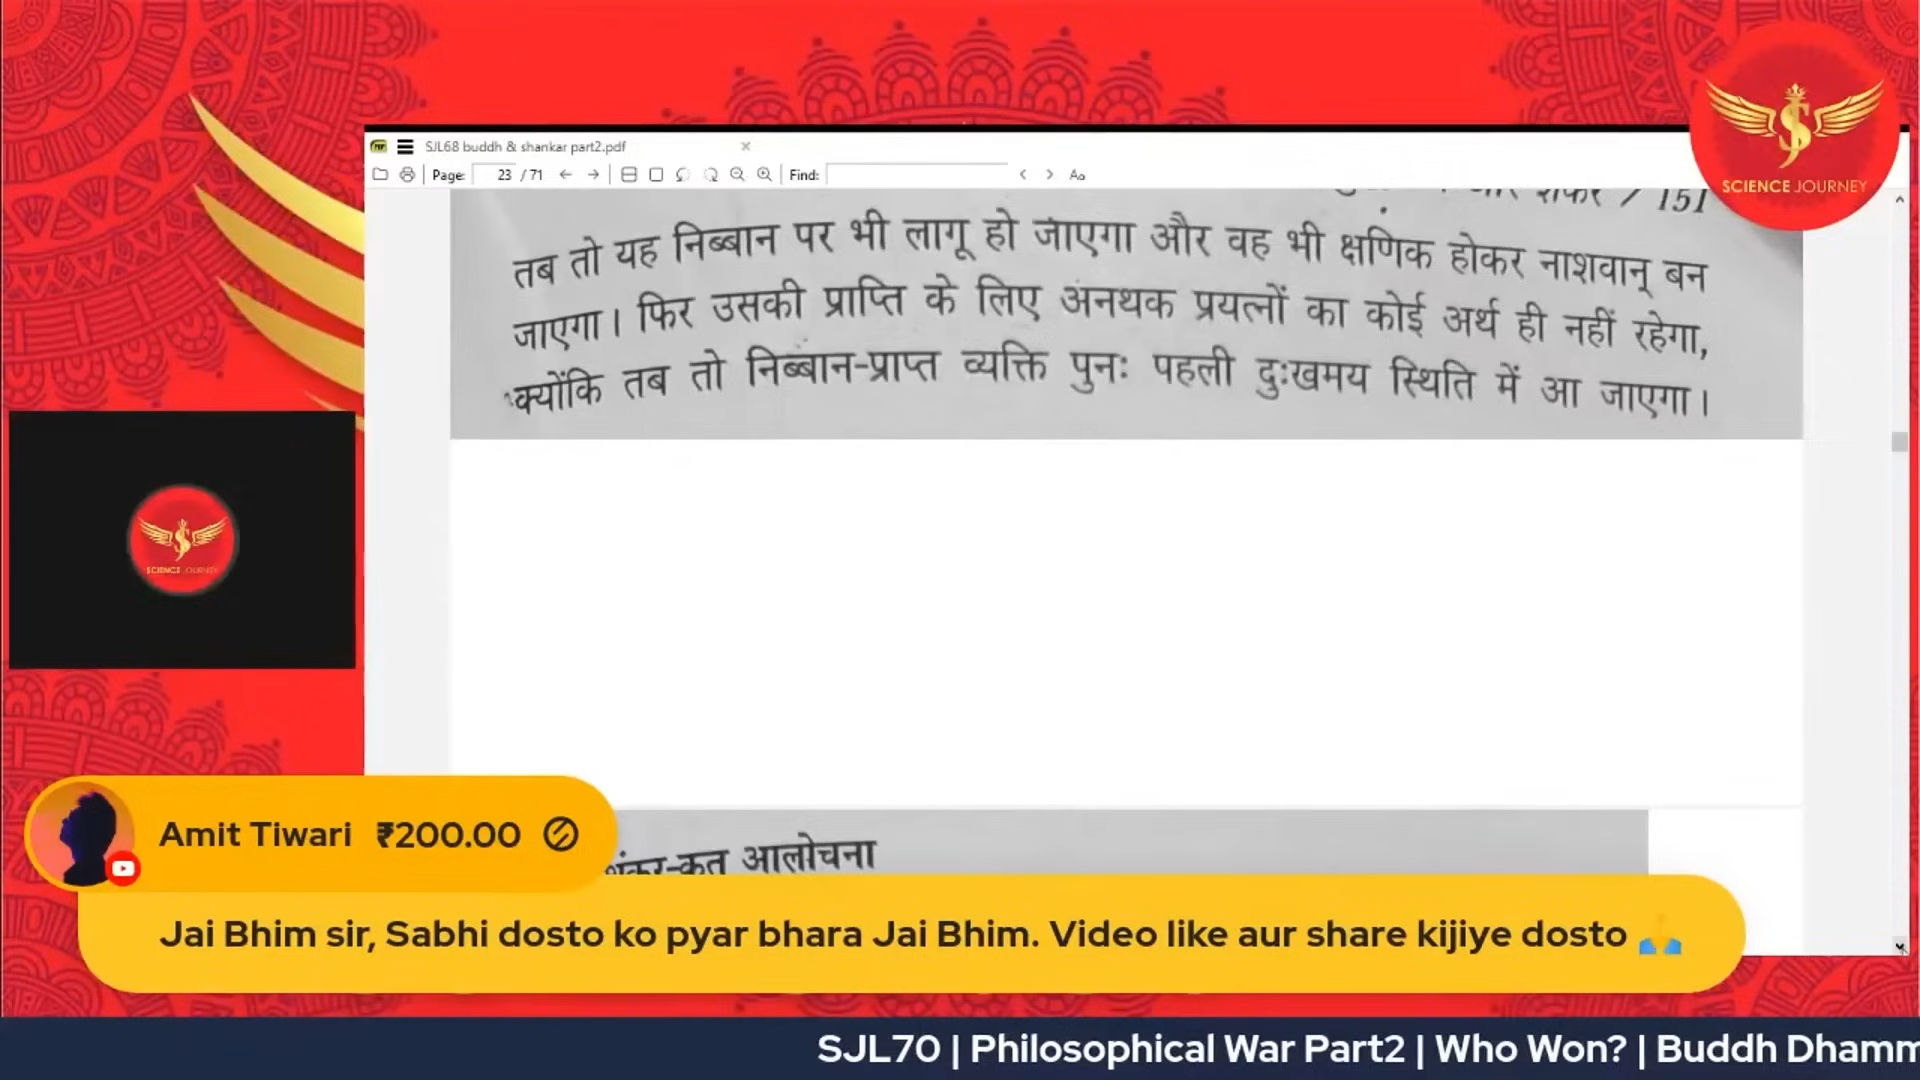 SCIENCE JOURNEY
SJL68 buddh & shankar part2.pdf
Page: 23 / 71 Find:
शंकर / 151
तब तो यह निब्बान पर भी लागू हो जाएगा और वह भी क्षणिक होकर नाशवान् बन
जाएगा। फिर उसकी प्राप्ति के लिए अनथक प्रयत्नों का कोई अर्थ ही नहीं रहेगा,
क्योंकि तब तो निब्बान-प्राप्त व्यक्ति पुनः पहली दुःखमय स्थिति में आ जाएगा।
SCIENCE JOURNEY
शंकर-कृत आलोचना
Amit Tiwari ₹200.00
Jai Bhim sir, Sabhi dosto ko pyar bhara Jai Bhim. Video like aur share kijiye dosto 🙏
SJL70 | Philosophical War Part2 | Who Won? | Buddh Dhamm